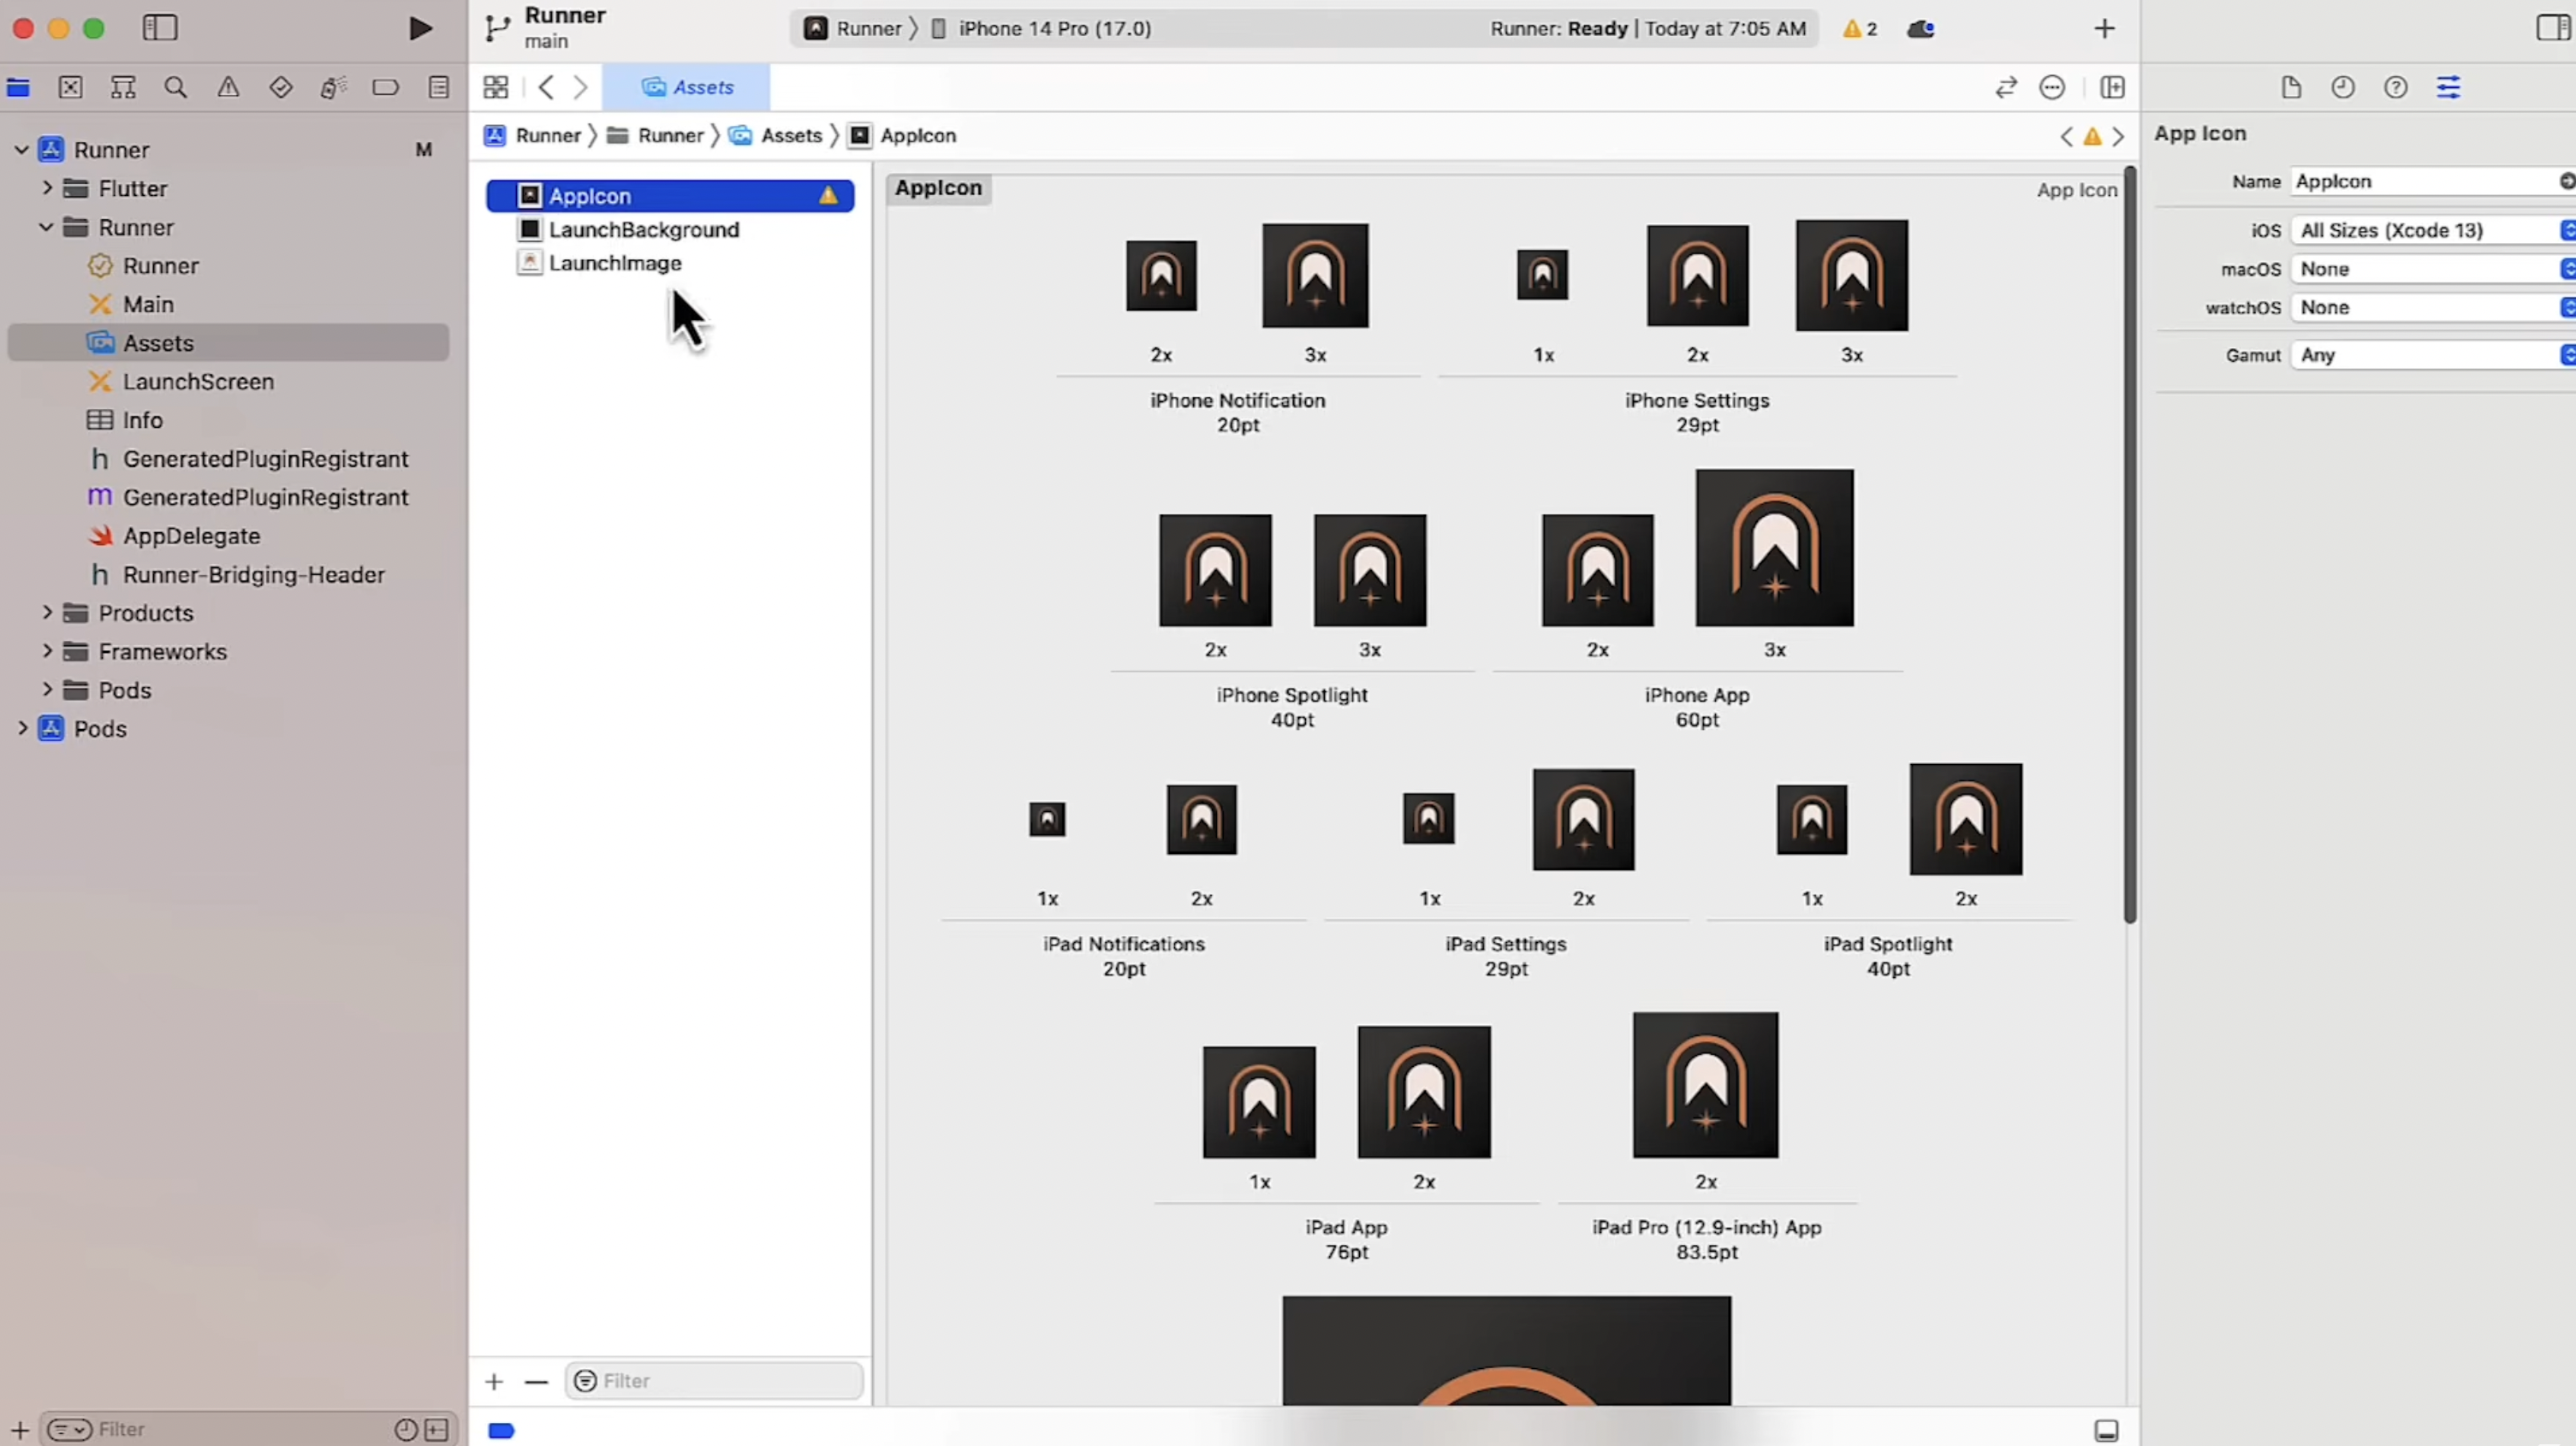 Runner
main
Runner
iPhone 14 Pro (17.0)
Runner: Ready | Today at 7:05 AM
2
Assets
Runner
Runner
Assets
AppIcon
Runner
M
Flutter
Runner
Runner
Main
Assets
LaunchScreen
Info
h GeneratedPluginRegistrant
m GeneratedPluginRegistrant
AppDelegate
h Runner-Bridging-Header
Products
Frameworks
Pods
Pods
Filter
AppIcon
LaunchBackground
LaunchImage
Filter
AppIcon
App Icon
2x 3x
iPhone Notification
20pt
1x 2x 3x
iPhone Settings
29pt
2x 3x
iPhone Spotlight
40pt
2x 3x
iPhone App
60pt
1x 2x
iPad Notifications
20pt
1x 2x
iPad Settings
29pt
1x 2x
iPad Spotlight
40pt
1x 2x
iPad App
76pt
2x
iPad Pro (12.9-inch) App
83.5pt
App Icon
Name AppIcon
iOS All Sizes (Xcode 13)
macOS None
watchOS None
Gamut Any